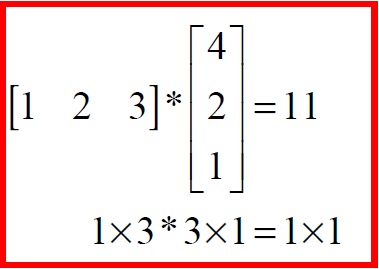 [1 2 3] * [4 2 1] = 11
1×3 * 3×1 = 1×1